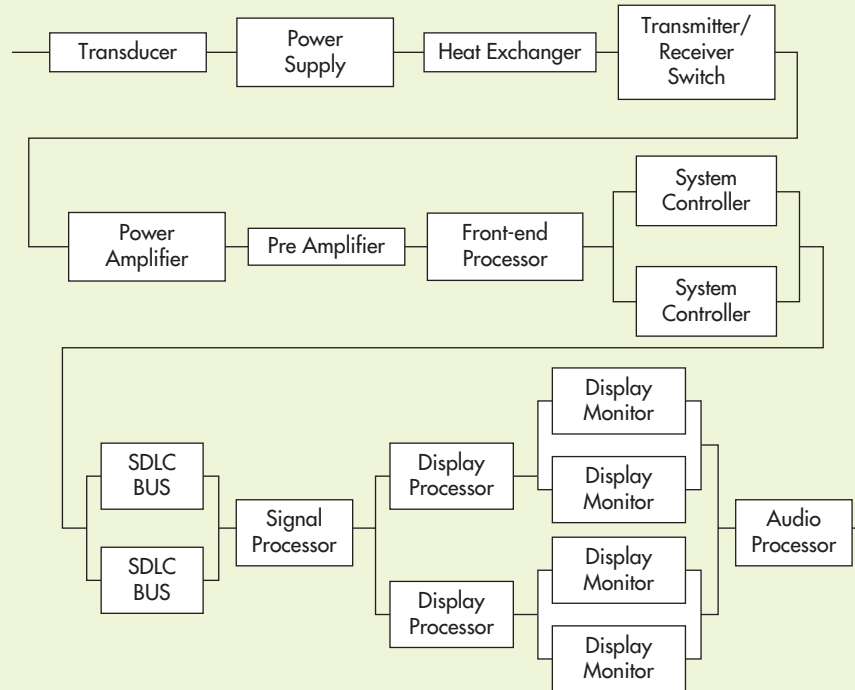 Transducer
Power
Supply
Heat Exchanger
Transmitter/
Receiver
Switch
Power
Amplifier
Pre Amplifier
Front-end
Processor
System
Controller
System
Controller
SDLC
BUS
SDLC
BUS
Signal
Processor
Display
Processor
Display
Processor
Display
Monitor
Display
Monitor
Display
Monitor
Display
Monitor
Audio
Processor